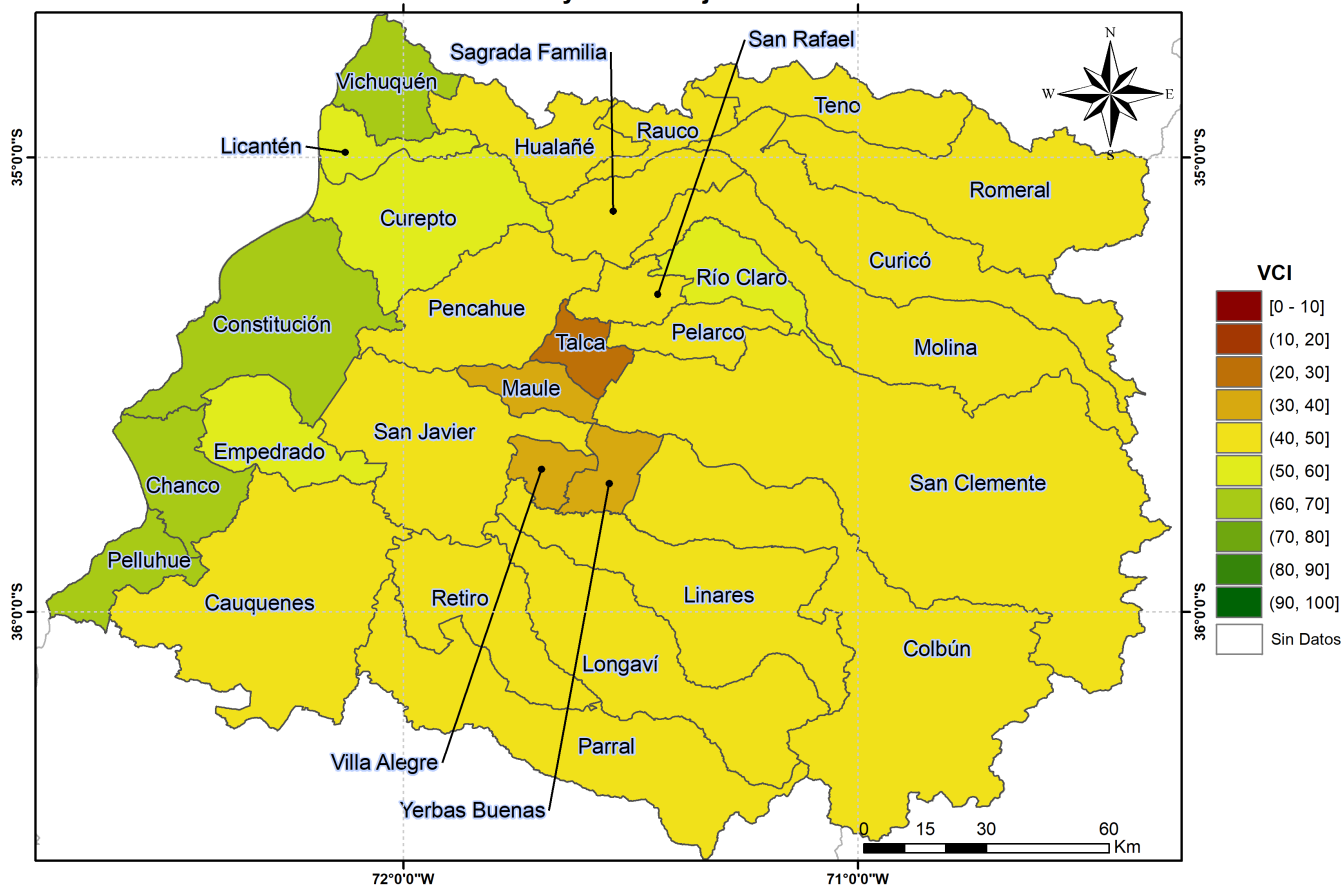 San Rafael
Sagrada Familia
Vichuquén
Teno
Rauco
Licantén
Hualañé
Romeral
Curepto
Curicó
Río Claro
Pencahue
Constitución
Pelarco
Talca
Molina
Maule
San Javier
Empedrado
Chanco
San Clemente
Pelluhue
Cauquenes
Retiro
Linares
Colbún
Longaví
Parral
Villa Alegre
Yerbas Buenas
N
W
E
S
35°0'0"S
35°0'0"S
36°0'0"S
36°0'0"S
72°0'0"W
71°0'0"W
0
15
30
60
Km
VCI
[0 - 10]
(10, 20]
(20, 30]
(30, 40]
(40, 50]
(50, 60]
(60, 70]
(70, 80]
(80, 90]
(90, 100]
Sin Datos